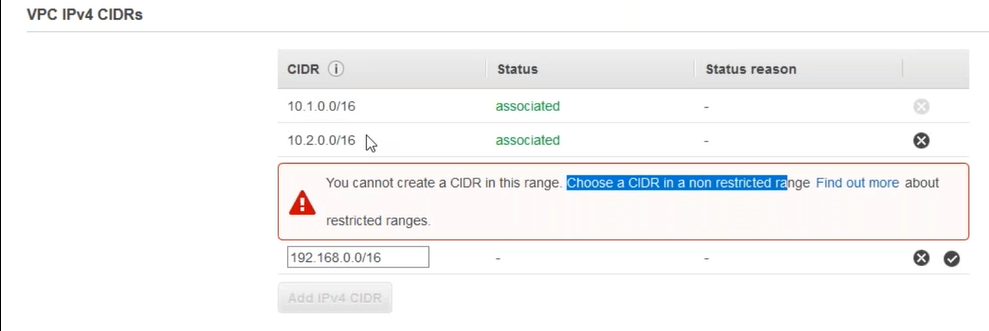 VPC IPv4 CIDRs
CIDR i Status Status reason
10.1.0.0/16 associated -
10.2.0.0/16 associated -
You cannot create a CIDR in this range. Choose a CIDR in a non restricted range Find out more about
restricted ranges.
192.168.0.0/16 - -
Add IPv4 CIDR